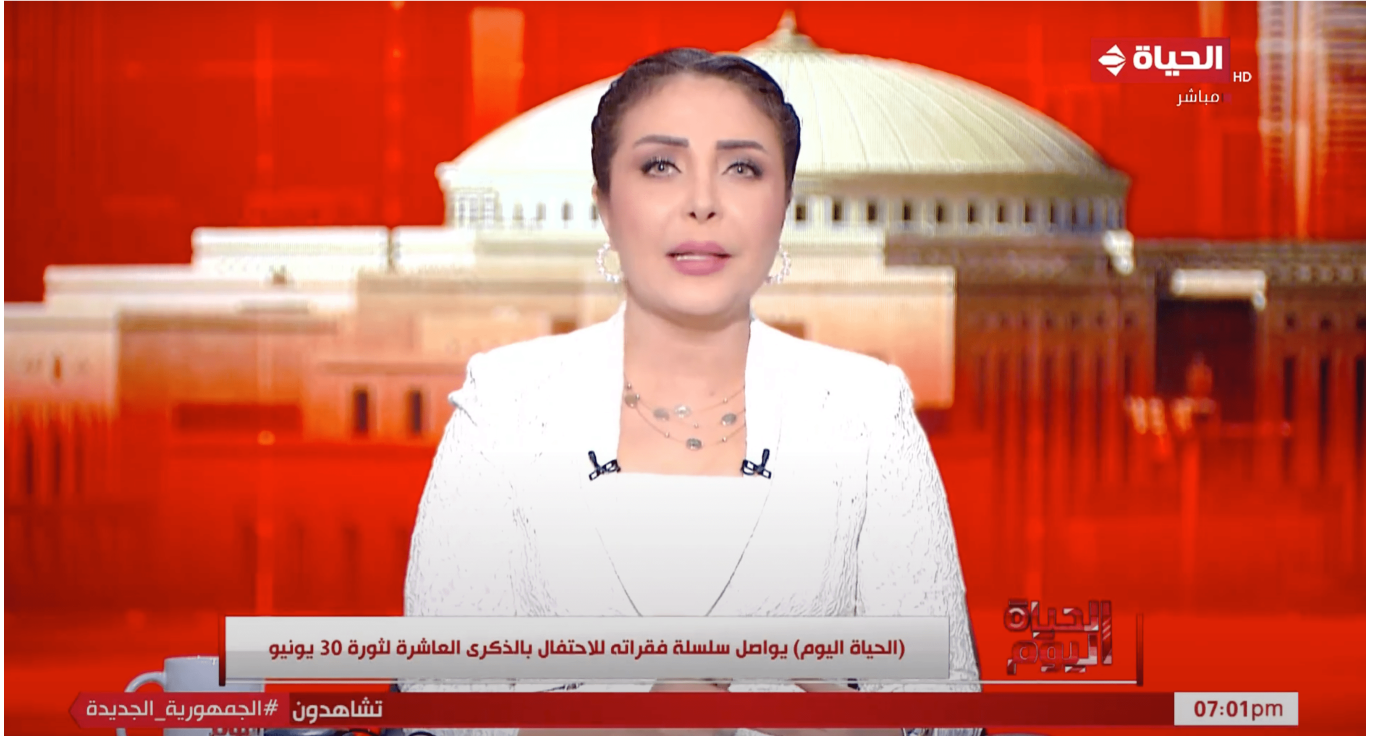 الحياة
HD
مباشر
الحياة
اليوم
(الحياة اليوم) يواصل سلسلة فقراته للاحتفال بالذكرى العاشرة لثورة 30 يونيو
07:01pm
تشاهدون
#الجمهورية_الجديدة